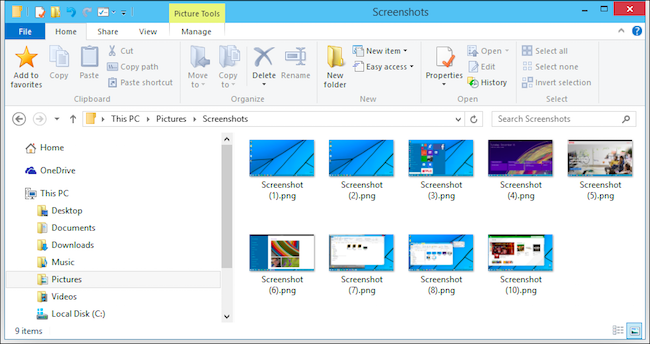 Picture Tools
Screenshots
File
Home
Share
View
Manage
Add to
favorites
Copy
Paste
Cut
Copy path
Paste shortcut
Clipboard
Move
to
Copy
to
Delete
Rename
Organize
New
folder
New item
Easy access
New
Properties
Open
Edit
History
Open
Select all
Select none
Invert selection
Select
This PC
Pictures
Screenshots
Search Screenshots
Home
OneDrive
This PC
Desktop
Documents
Downloads
Music
Pictures
Videos
Local Disk (C:)
Screenshot
(1).png
Screenshot
(2).png
Screenshot
(3).png
Screenshot
(4).png
Screenshot
(5).png
Screenshot
(6).png
Screenshot
(7).png
Screenshot
(8).png
Screenshot
(10).png
9 items